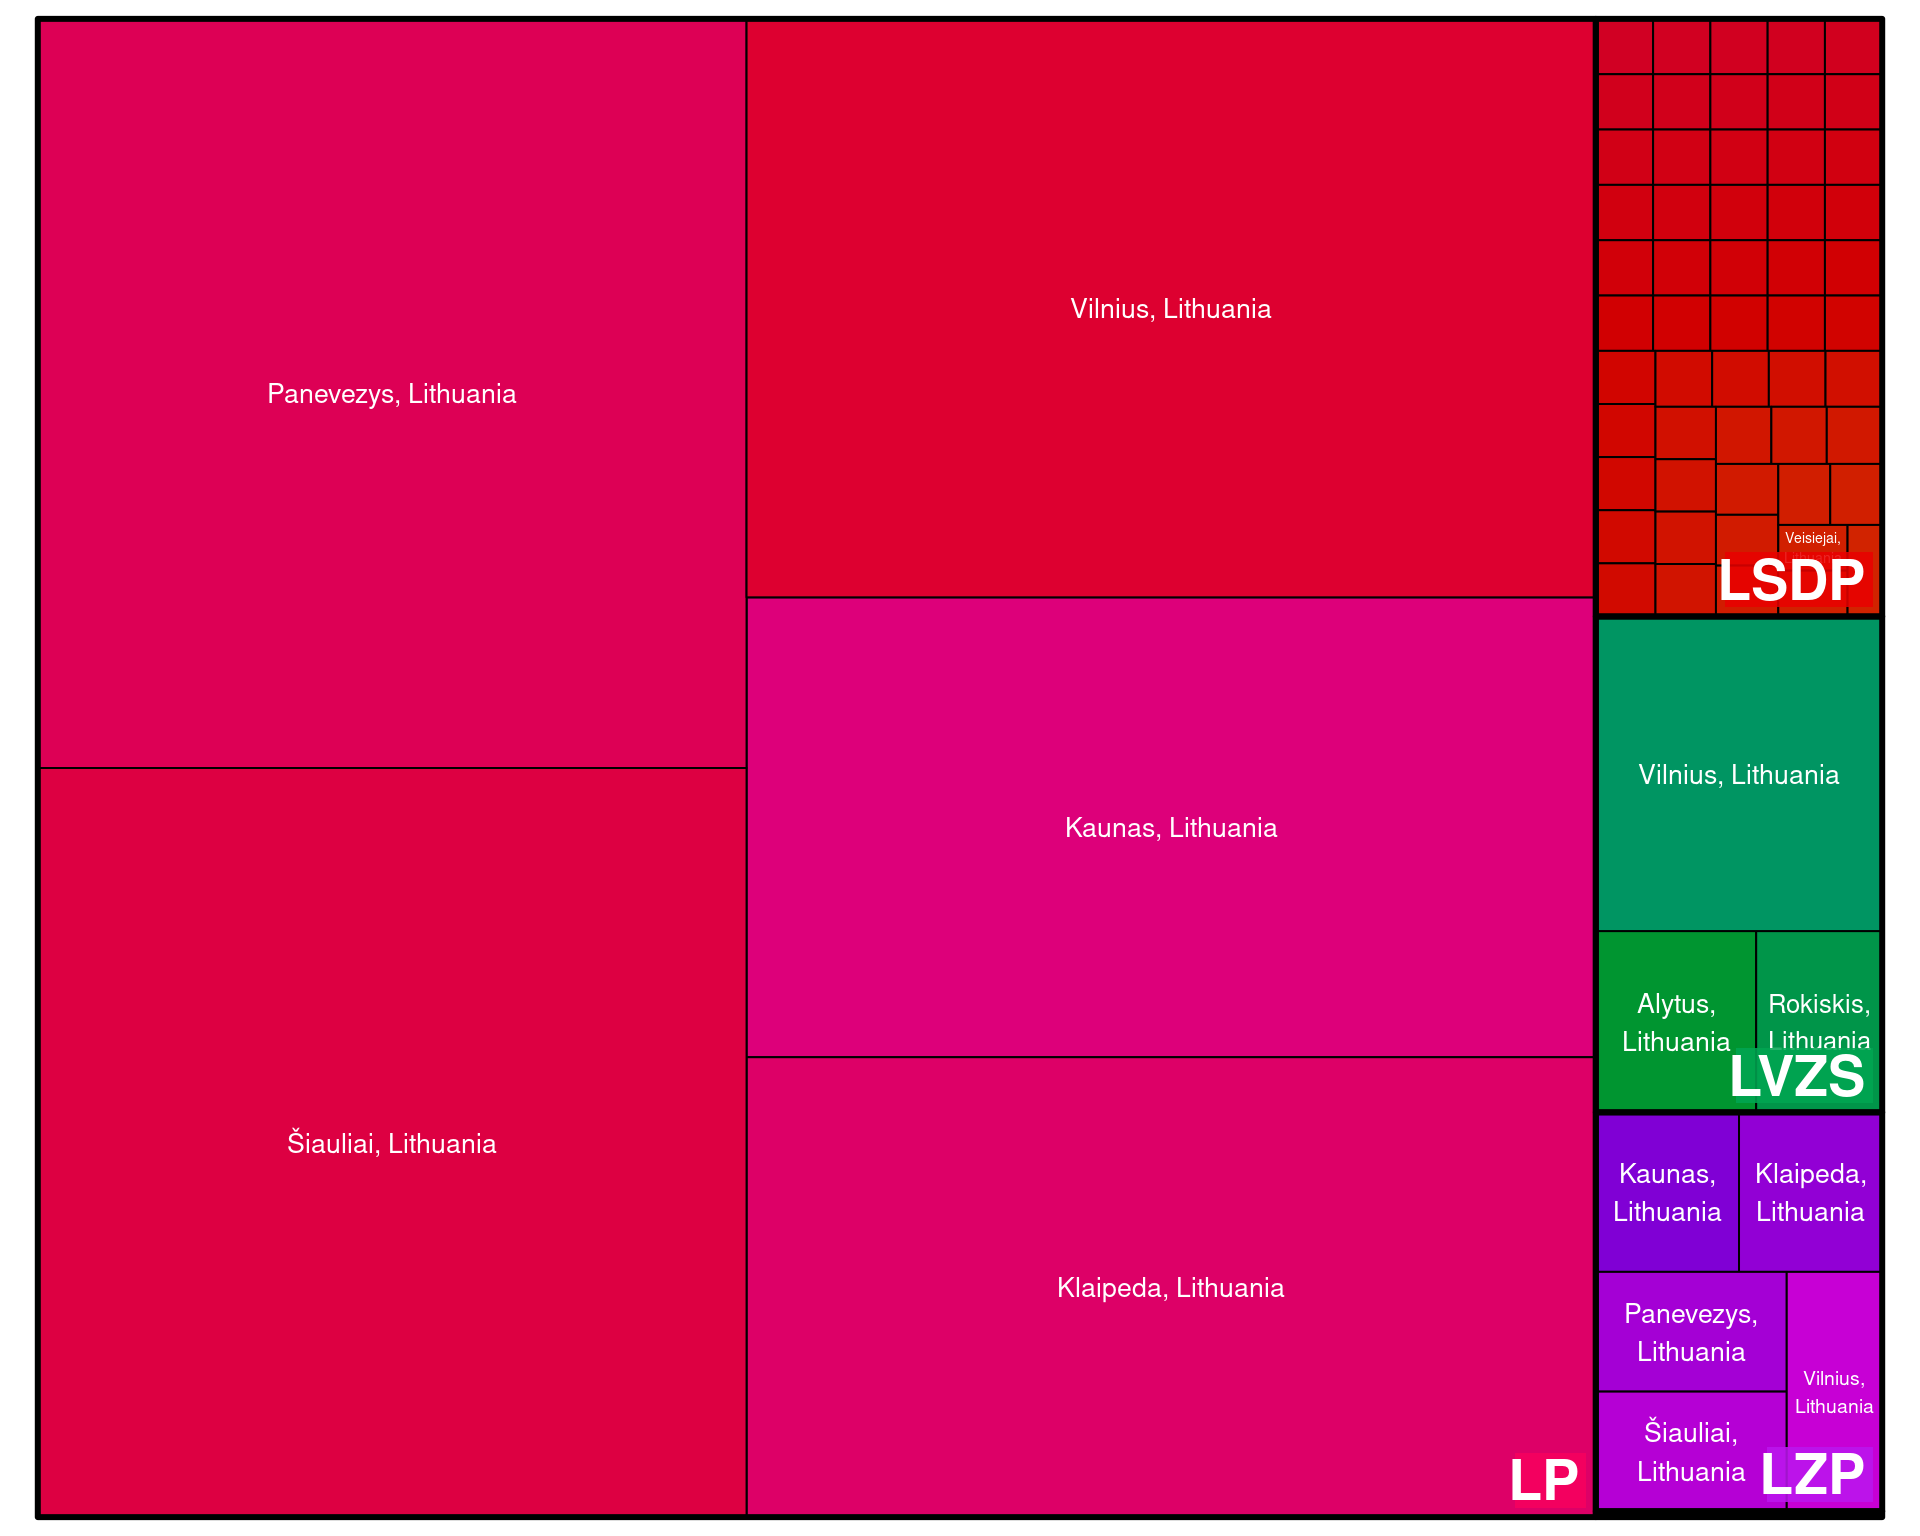 Panevezys, Lithuania
Vilnius, Lithuania
Šiauliai, Lithuania
Kaunas, Lithuania
Klaipeda, Lithuania
LP
Veisiejai,
Lithuania
LSDP
Vilnius, Lithuania
Alytus,
Lithuania
Rokiskis,
Lithuania
LVZS
Kaunas,
Lithuania
Klaipeda,
Lithuania
Panevezys,
Lithuania
Šiauliai,
Lithuania
Vilnius,
Lithuania
LZP